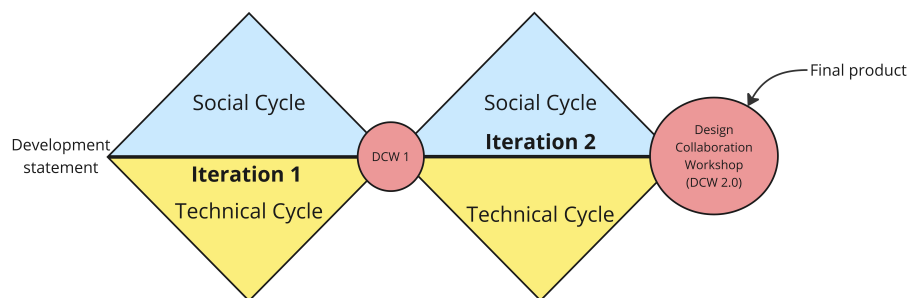 Development
statement
Social Cycle
Iteration 1
Technical Cycle
DCW 1
Social Cycle
Iteration 2
Technical Cycle
Design
Collaboration
Workshop
(DCW 2.0)
Final product